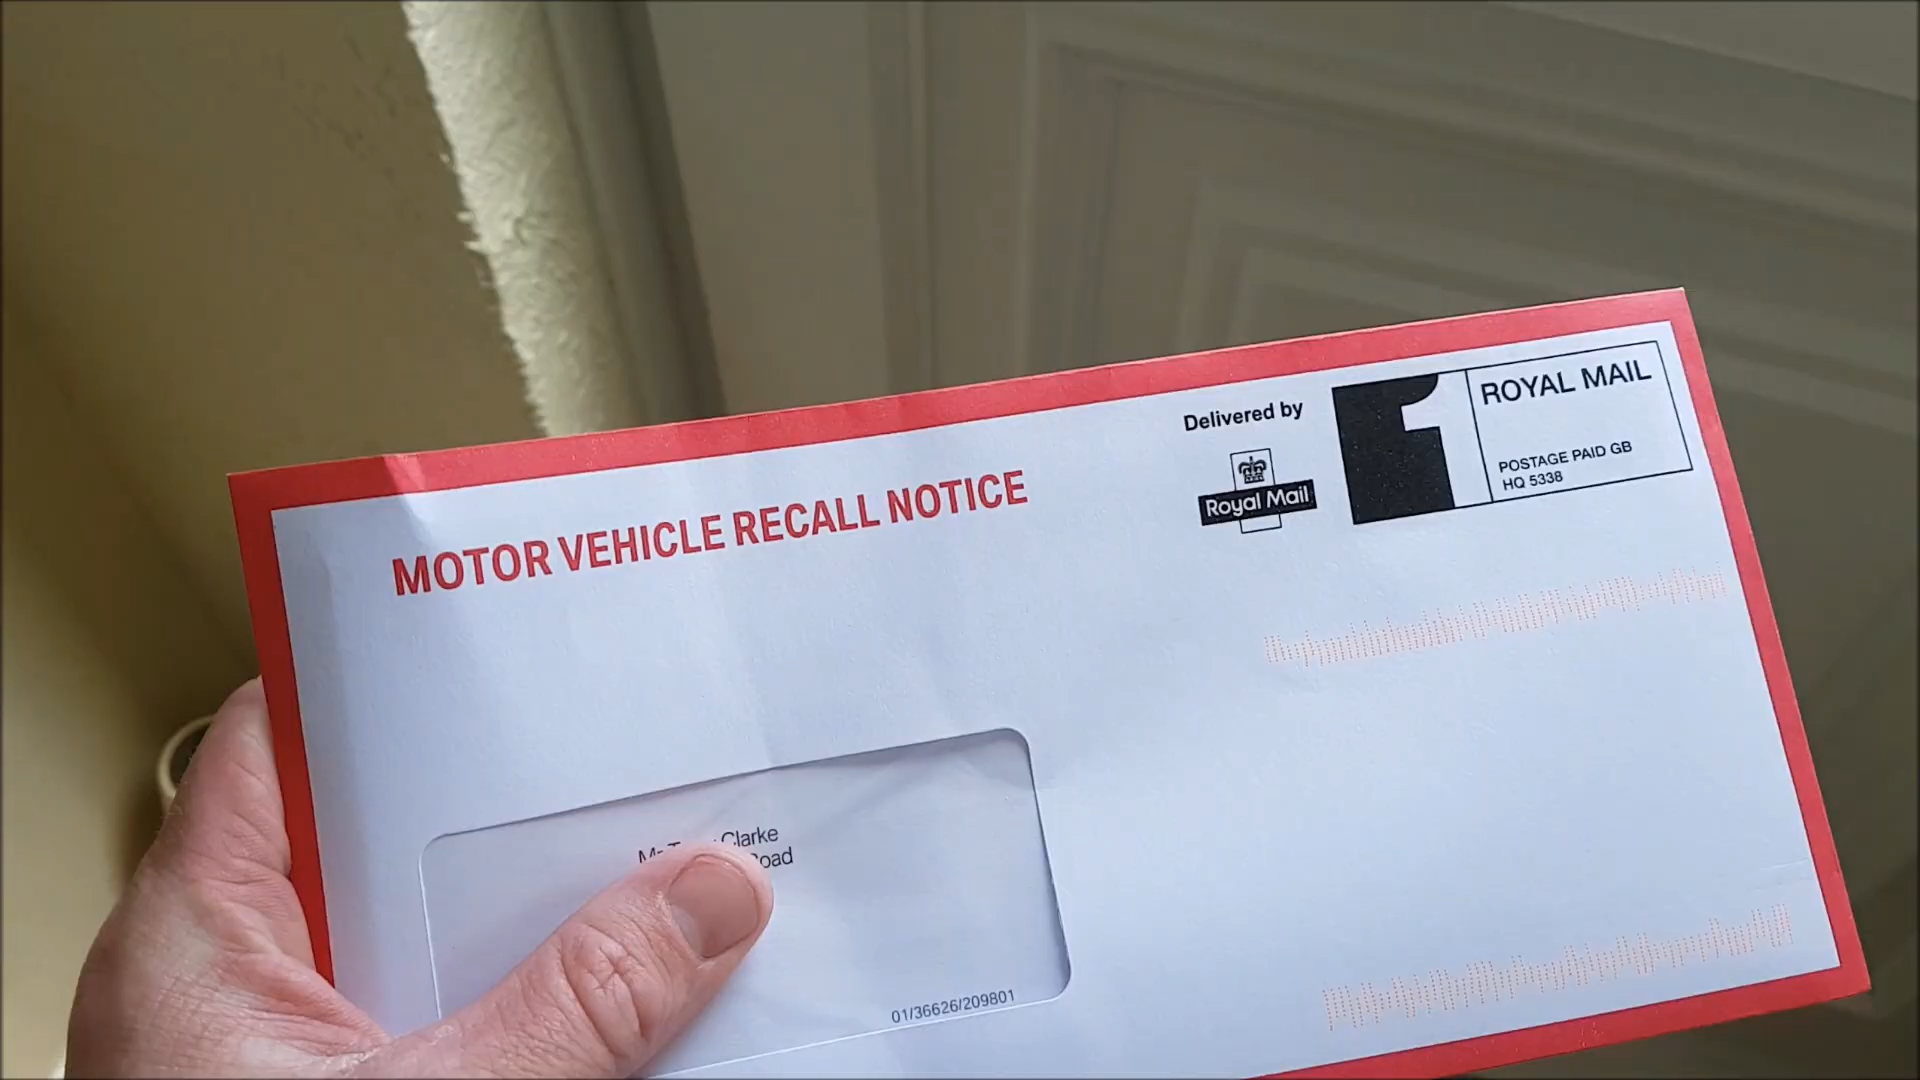 MOTOR VEHICLE RECALL NOTICE
Delivered by
Royal Mail
1
ROYAL MAIL
POSTAGE PAID GB
HQ 5338
Clarke
01/36626/209801